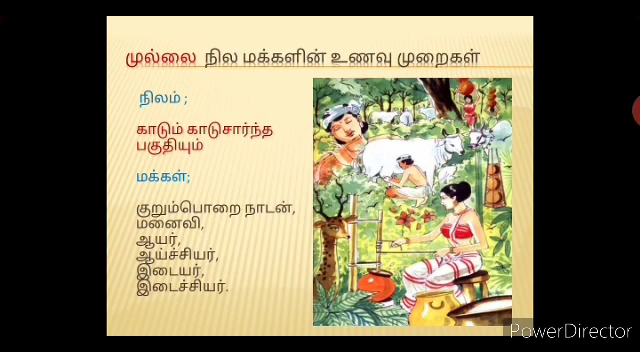 முல்லை நில மக்களின் உணவு முறைகள்
நிலம் ;
காடும் காடுசார்ந்த
பகுதியும்
மக்கள்;
குறும்பொறை நாடன்,
மனைவி,
ஆயர்,
ஆய்ச்சியர்,
இடையர்,
இடைச்சியர்.
PowerDirector